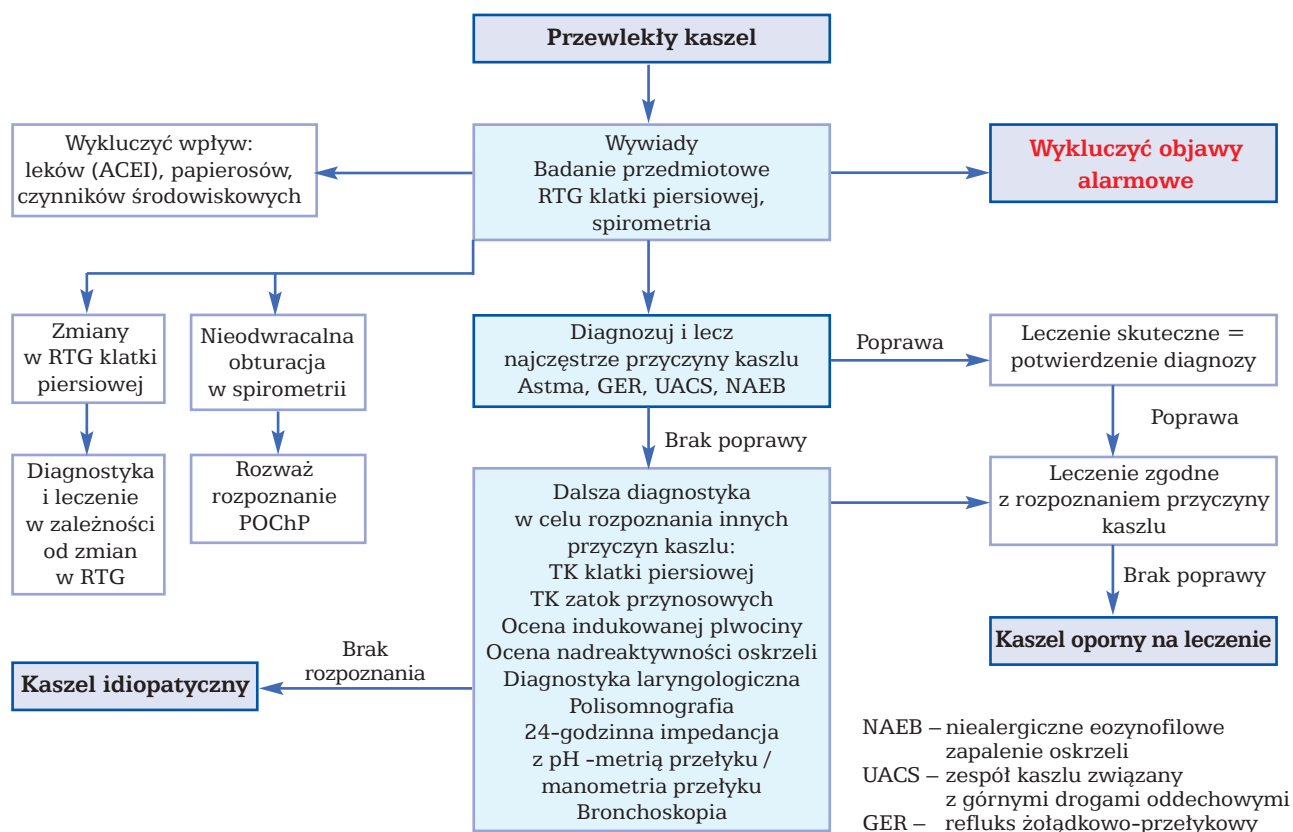 Przewlekły kaszel
Wykluczyć wpływ:
leków (ACEI), papierosów,
czynników środowiskowych
Wywiady
Badanie przedmiotowe
RTG klatki piersiowej,
spirometria
Wykluczyć objawy
alarmowe
Zmiany
w RTG klatki
piersiowej
Nieodwracalna
obturacja
w spirometrii
Diagnozuj i lecz
najczęstrze przyczyny kaszlu
Astma, GER, UACS, NAEB
Poprawa
Leczenie skuteczne =
potwierdzenie diagnozy
Brak poprawy
Poprawa
Diagnostyka
i leczenie
w zależności
od zmian
w RTG
Rozważ
rozpoznanie
POChP
Dalsza diagnostyka
w celu rozpoznania innych
przyczyn kaszlu:
TK klatki piersiowej
TK zatok przynosowych
Ocena indukowanej plwociny
Ocena nadreaktywności oskrzeli
Diagnostyka laryngologiczna
Polisomnografia
24-godzinna impedancja
z pH -metrią przełyku /
manometria przełyku
Bronchoskopia
Leczenie zgodne
z rozpoznaniem przyczyny
kaszlu
Brak poprawy
Kaszel oporny na leczenie
Brak
rozpoznania
Kaszel idiopatyczny
NAEB – niealergiczne eozynofilowe
zapalenie oskrzeli
UACS – zespół kaszlu związany
z górnymi drogami oddechowymi
GER – refluks żołądkowo-przełykowy